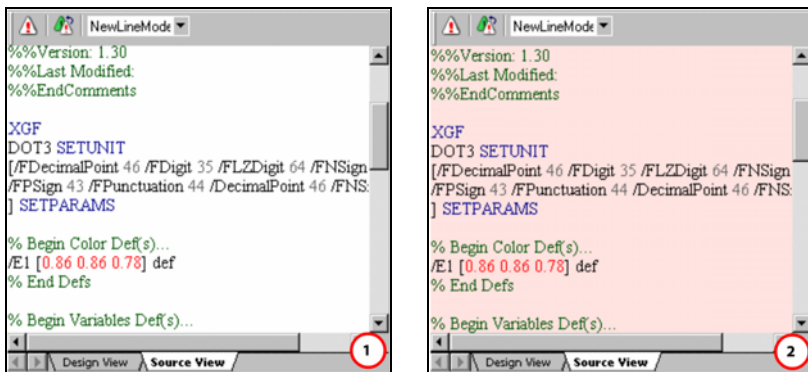 NewLineMode
%%Version: 1.30
%%Last Modified:
%%EndComments
XGF
DOT3 SETUNIT
[/FDecimalPoint 46 /FDigit 35 /FLZDigit 64 /FNSign
/FPSign 43 /FPunctuation 44 /DecimalPoint 46 /FNS
] SETPARAMS
% Begin Color Def(s)...
/E1 [0.86 0.86 0.78] def
% End Defs
% Begin Variables Def(s)...
Design View Source View
1
NewLineMode
%%Version: 1.30
%%Last Modified:
%%EndComments
XGF
DOT3 SETUNIT
[/FDecimalPoint 46 /FDigit 35 /FLZDigit 64 /FNSign
/FPSign 43 /FPunctuation 44 /DecimalPoint 46 /FNS
] SETPARAMS
% Begin Color Def(s)...
/E1 [0.86 0.86 0.78] def
% End Defs
% Begin Variables Def(s)...
Design View Source View
2